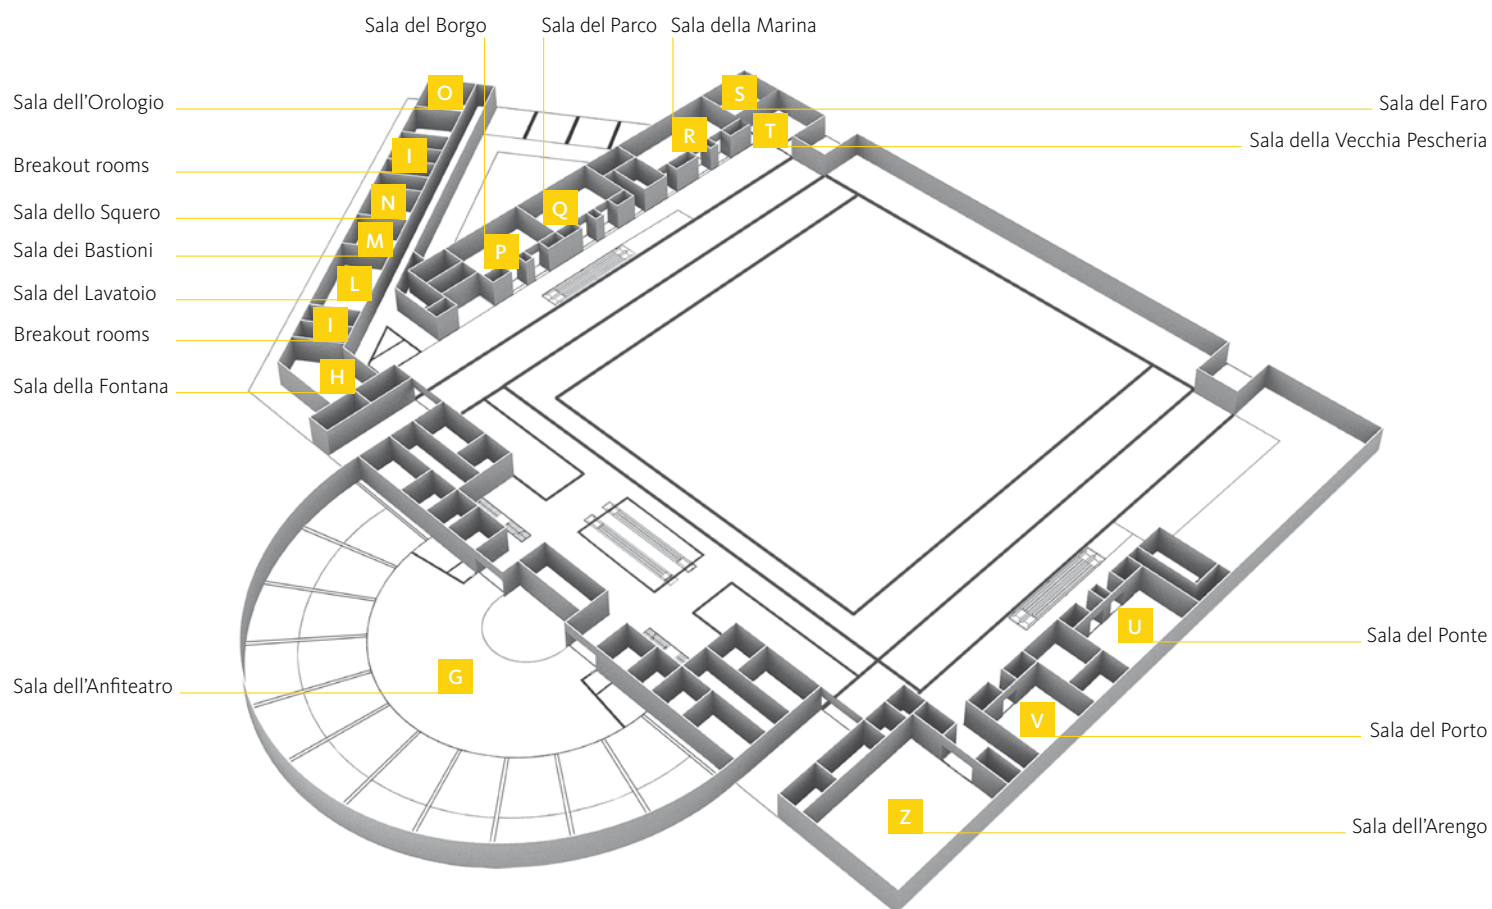 Sala del Borgo
Sala del Parco
Sala della Marina
Sala dell'Orologio
O
S
Sala del Faro
R
T
Sala della Vecchia Pescheria
Breakout rooms
I
Sala dello Squero
N
Q
Sala dei Bastioni
M
P
Sala del Lavatoio
L
Breakout rooms
I
Sala della Fontana
H
U
Sala del Ponte
Sala dell'Anfiteatro
G
V
Sala del Porto
Z
Sala dell'Arengo